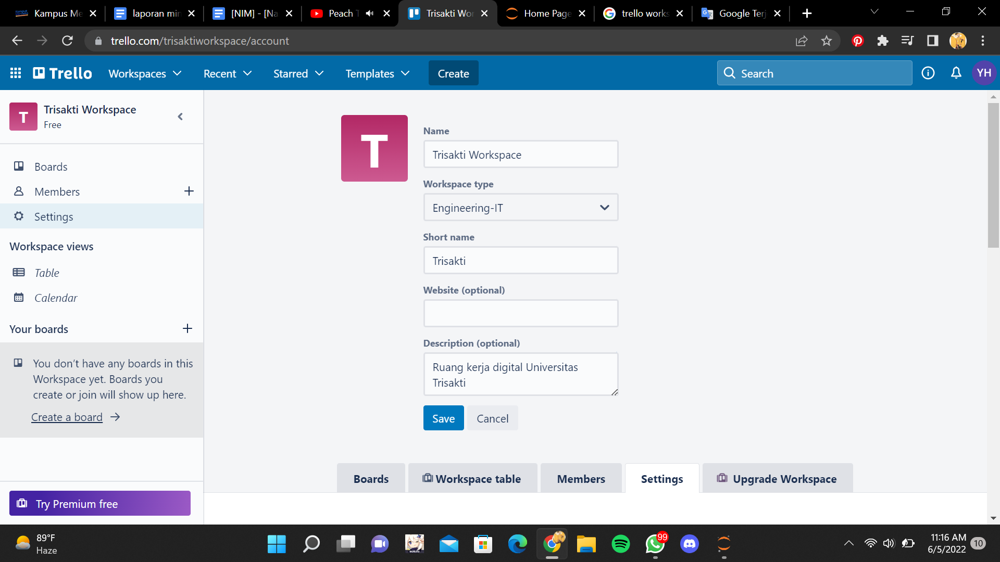 Kampus Me
laporan min
[NIM] - [Na
Peach T
Trisakti Wor
Home Page
trello works
Google Terj
trello.com/trisaktiworkspace/account
Trello
Workspaces
Recent
Starred
Templates
Create
Search
YH
T
Trisakti Workspace
Free
Boards
Members
Settings
Workspace views
Table
Calendar
Your boards
You don’t have any boards in this
Workspace yet. Boards you
create or join will show up here.
Create a board
Try Premium free
T
Name
Trisakti Workspace
Workspace type
Engineering-IT
Short name
Trisakti
Website (optional)
Description (optional)
Ruang kerja digital Universitas
Trisakti
Save
Cancel
Boards
Workspace table
Members
Settings
Upgrade Workspace
89°F
Haze
99
11:16 AM
6/5/2022
10